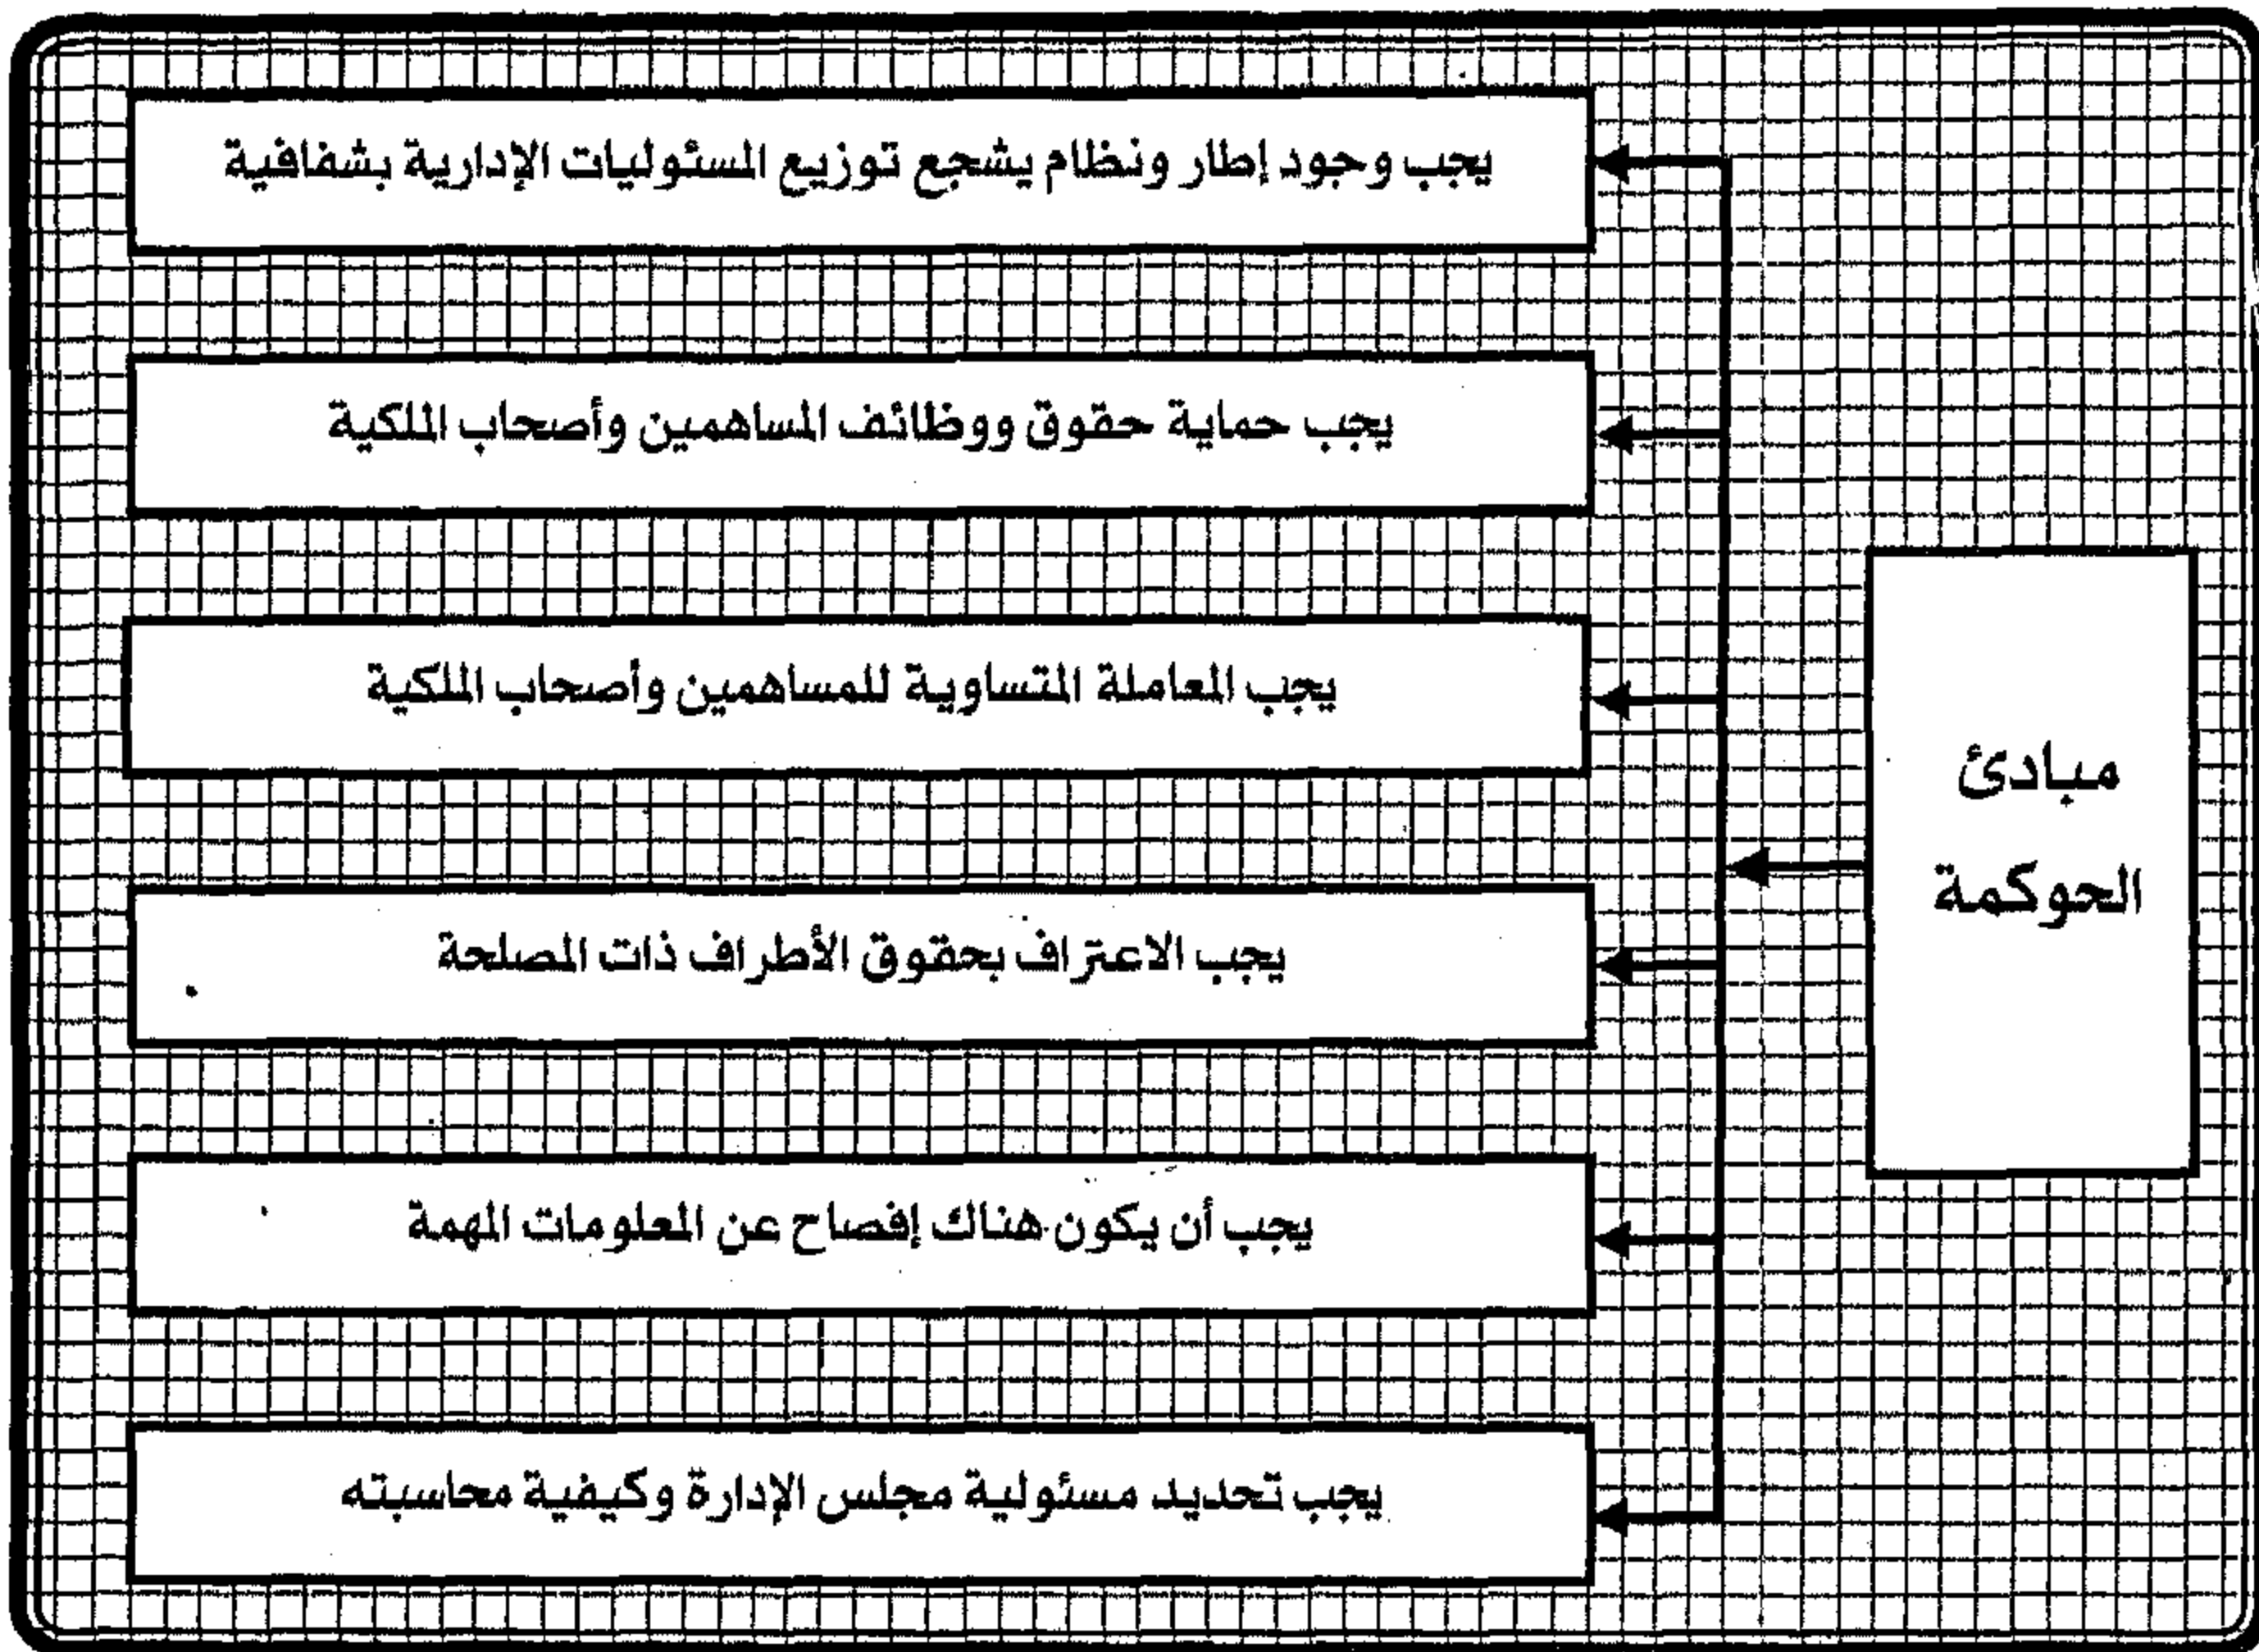 مبادئ
الحوكمة
يجب وجود إطار ونظام يشجع توزيع المسئوليات الإدارية بشفافية
يجب حماية حقوق ووظائف المساهمين وأصحاب الملكية
يجب المعاملة المتساوية للمساهمين وأصحاب الملكية
يجب الاعتراف بحقوق الأطراف ذات المصلحة
يجب أن يكون هناك إفصاح عن المعلومات المهمة
يجب تحديد مسئولية مجلس الإدارة وكيفية محاسبته